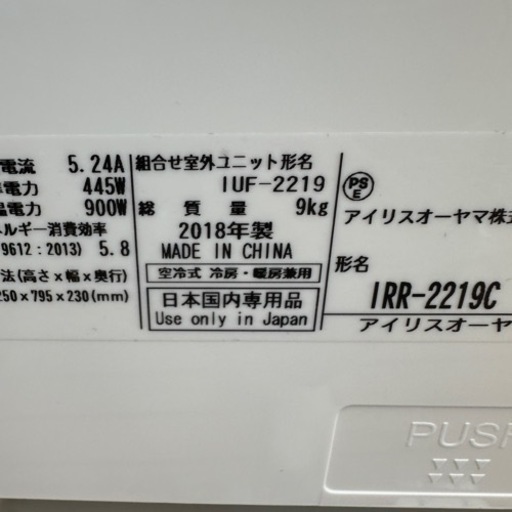 電流 5.24A
電力 445W
電力 900W
ネルギー消費効率
9612:2013) 5.8
法(高さ×幅×奥行)
250×795×230(mm)
組合せ室外ユニット形名
IUF-2219
総 質 量 9kg
2018年製
MADE IN CHINA
空冷式 冷房・暖房兼用
日本国内専用品
Use only in Japan
PS
E
アイリスオーヤマ株式
形名
IRR-2219C
アイリスオーヤ
PUSH